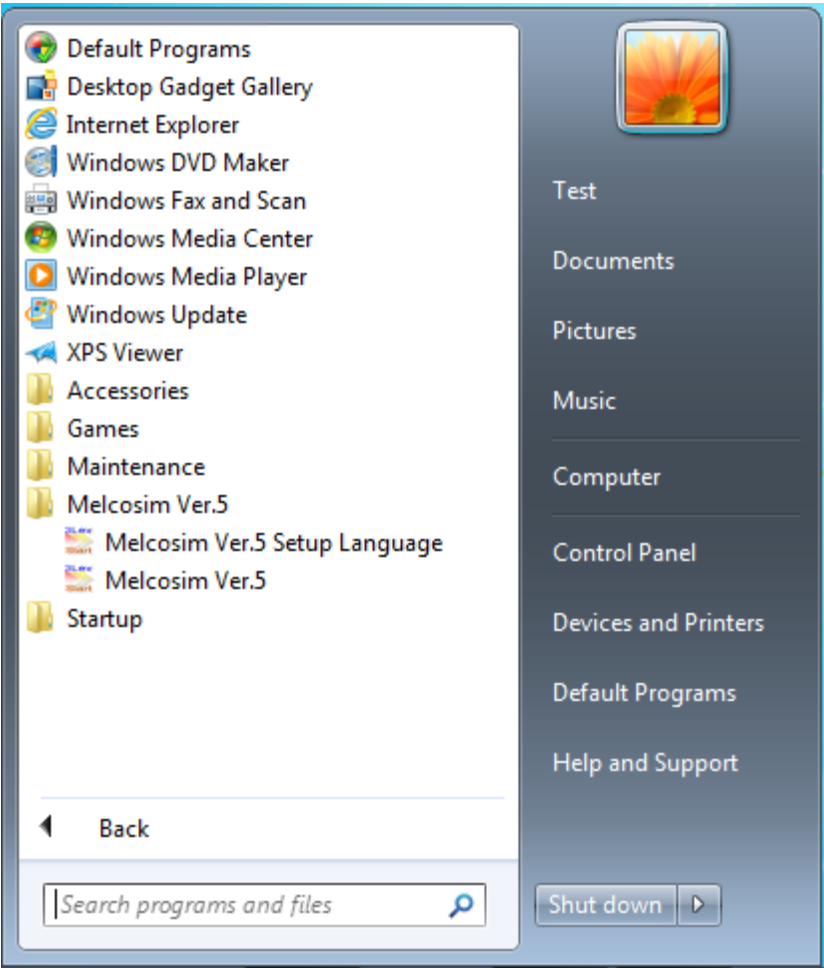 Default Programs
Desktop Gadget Gallery
Internet Explorer
Windows DVD Maker
Windows Fax and Scan
Windows Media Center
Windows Media Player
Windows Update
XPS Viewer
Accessories
Games
Maintenance
Melcosim Ver.5
Melcosim Ver.5 Setup Language
Melcosim Ver.5
Startup
Back
Search programs and files
Test
Documents
Pictures
Music
Computer
Control Panel
Devices and Printers
Default Programs
Help and Support
Shut down